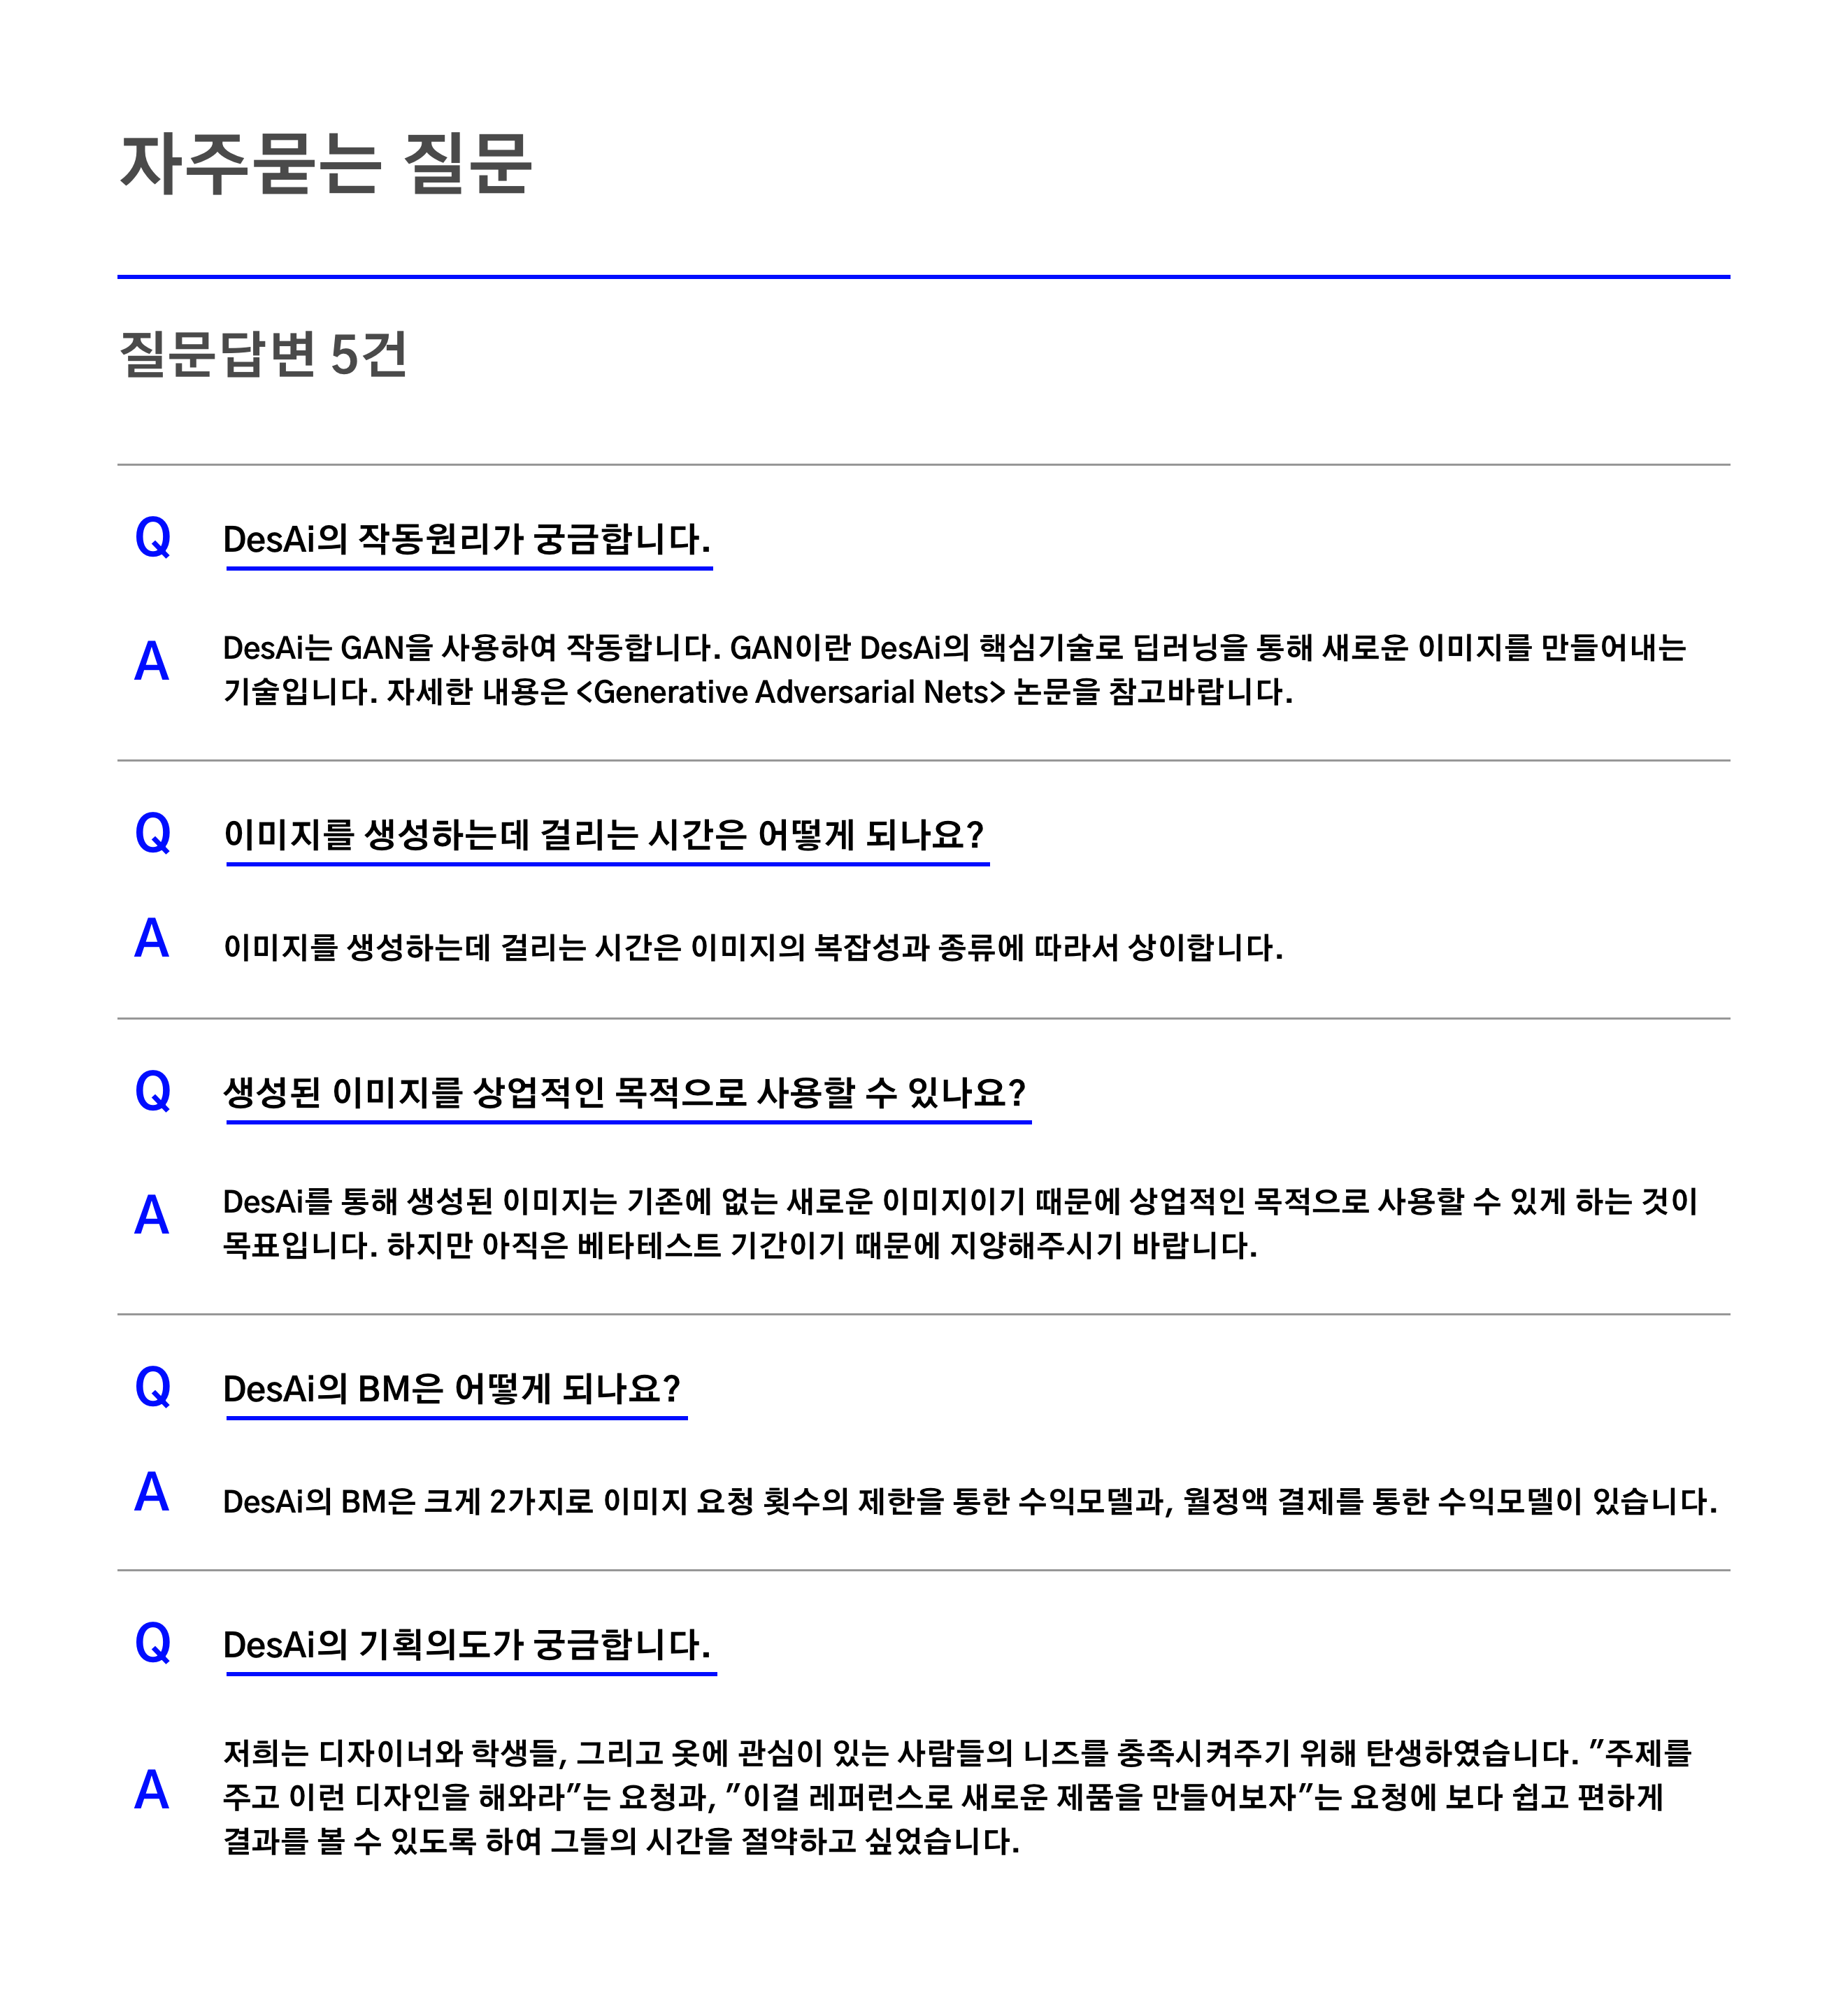 자주묻는 질문
질문답변 5건
Q
DesAi의 작동원리가 궁금합니다.
A
DesAi는 GAN을 사용하여 작동합니다. GAN이란 DesAi의 핵심기술로 딥러닝을 통해 새로운 이미지를 만들어내는
기술입니다. 자세한 내용은 <Generative Adversarial Nets> 논문을 참고바랍니다.
Q
이미지를 생성하는데 걸리는 시간은 어떻게 되나요?
A
이미지를 생성하는데 걸리는 시간은 이미지의 복잡성과 종류에 따라서 상이합니다.
Q
생성된 이미지를 상업적인 목적으로 사용할 수 있나요?
A
DesAi를 통해 생성된 이미지는 기존에 없는 새로운 이미지이기 때문에 상업적인 목적으로 사용할 수 있게 하는 것이
목표입니다. 하지만 아직은 베타테스트 기간이기 때문에 지양해주시기 바랍니다.
Q
DesAi의 BM은 어떻게 되나요?
A
DesAi의 BM은 크게 2가지로 이미지 요청 횟수의 제한을 통한 수익모델과, 월정액 결제를 통한 수익모델이 있습니다.
Q
DesAi의 기획의도가 궁금합니다.
A
저희는 디자이너와 학생들, 그리고 옷에 관심이 있는 사람들의 니즈를 충족시켜주기 위해 탄생하였습니다. "주제를
주고 이런 디자인을 해와라"는 요청과, "이걸 레퍼런스로 새로운 제품을 만들어보자"는 요청에 보다 쉽고 편하게
결과를 볼 수 있도록 하여 그들의 시간을 절약하고 싶었습니다.